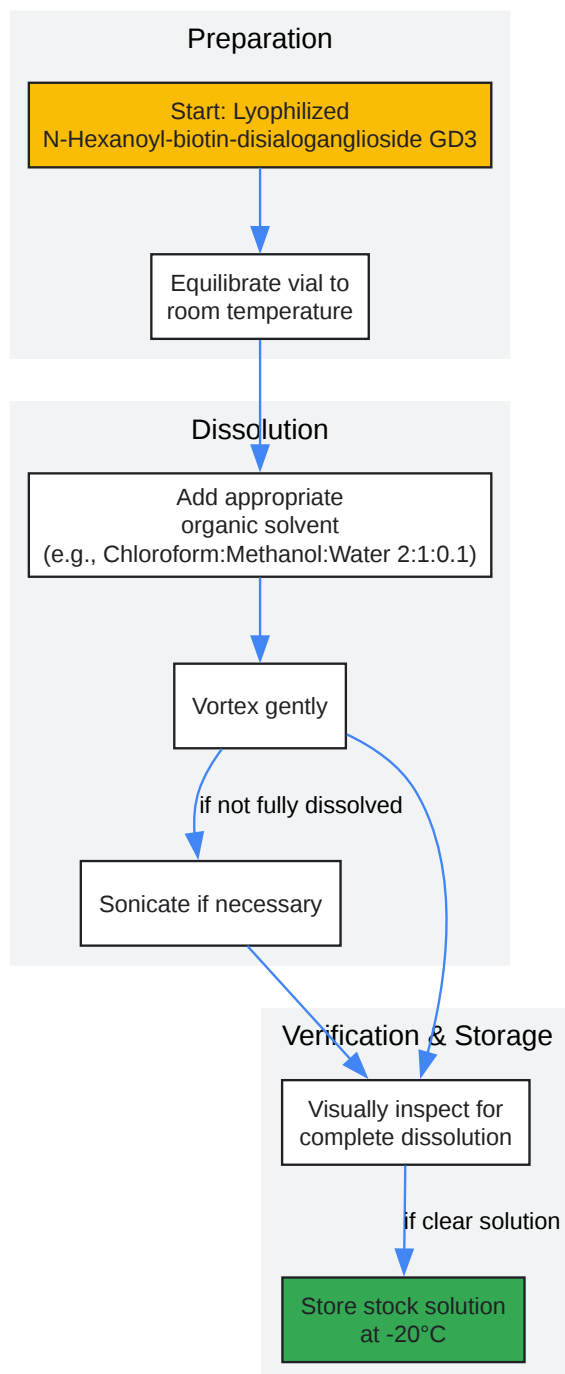 Preparation
Start: Lyophilized
N-Hexanoyl-biotin-disialoganglioside GD3
Equilibrate vial to
room temperature
Dissolution
Add appropriate
organic solvent
(e.g., Chloroform:Methanol:Water 2:1:0.1)
Vortex gently
if not fully dissolved
Sonicate if necessary
Verification & Storage
Visually inspect for
complete dissolution
if clear solution
Store stock solution
at -20°C